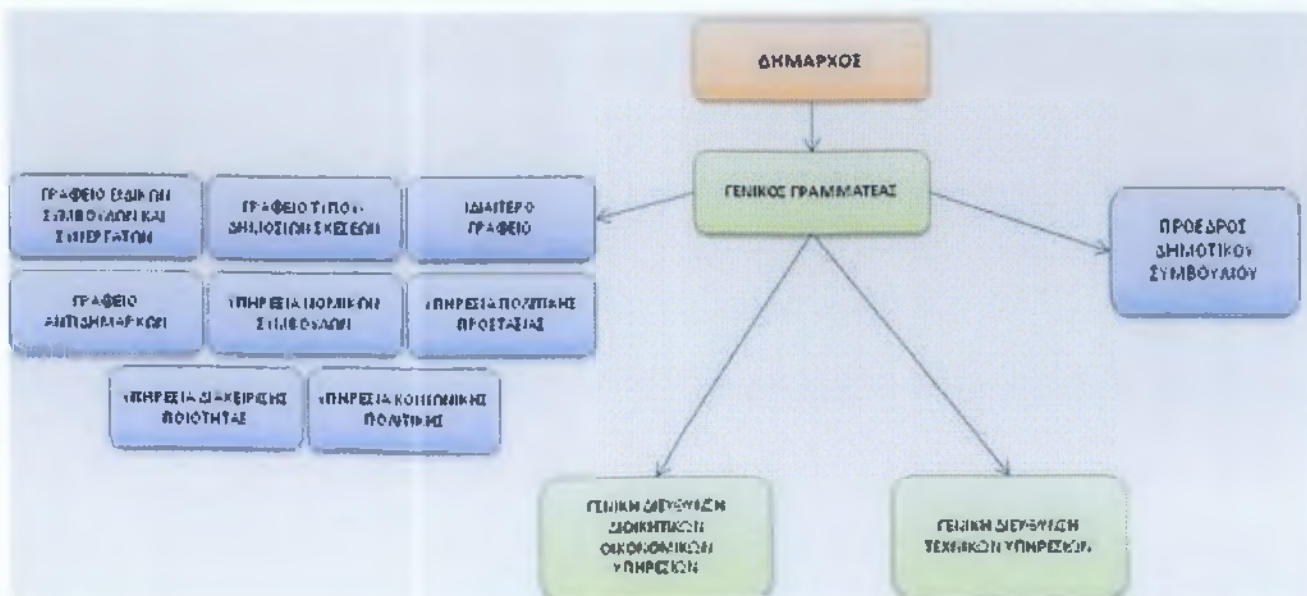 ΔΗΜΑΡΧΟΣ
ΓΕΝΙΚΟΣ ΓΡΑΜΜΑΤΕΑΣ
ΓΡΑΦΕΙΟ ΕΙΔΙΚΩΝ
ΣΥΜΒΟΥΛΩΝ ΚΑΙ
ΣΥΝΕΡΓΑΤΩΝ
ΓΡΑΦΕΙΟ ΤΥΠΟΥ-
ΔΗΜΟΣΙΩΝ ΣΧΕΣΕΩΝ
ΙΔΙΑΙΤΕΡΟ
ΓΡΑΦΕΙΟ
ΠΡΟΕΔΡΟΣ
ΔΗΜΟΤΙΚΟΥ
ΣΥΜΒΟΥΛΙΟΥ
ΓΡΑΦΕΙΟ
ΑΝΤΙΔΗΜΑΡΧΩΝ
ΥΠΗΡΕΣΙΑ ΝΟΜΙΚΩΝ
ΣΥΜΒΟΥΛΩΝ
ΥΠΗΡΕΣΙΑ ΠΟΛΙΤΙΚΗΣ
ΠΡΟΣΤΑΣΙΑΣ
ΥΠΗΡΕΣΙΑ ΔΙΑΧΕΙΡΙΣΗΣ
ΠΟΙΟΤΗΤΑΣ
ΥΠΗΡΕΣΙΑ ΚΟΙΝΩΝΙΚΗΣ
ΠΟΛΙΤΙΚΗΣ
ΓΕΝΙΚΗ ΔΙΕΥΘΥΝΣΗ
ΔΙΟΙΚΗΤΙΚΩΝ
ΟΙΚΟΝΟΜΙΚΩΝ
ΥΠΗΡΕΣΙΩΝ
ΓΕΝΙΚΗ ΔΙΕΥΘΥΝΣΗ
ΤΕΧΝΙΚΩΝ ΥΠΗΡΕΣΙΩΝ